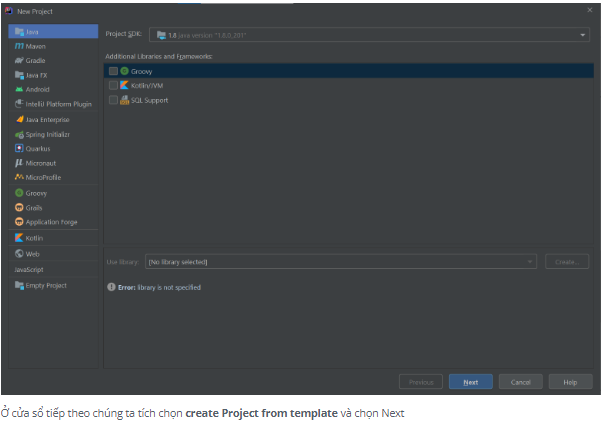 New Project
Java
Maven
Gradle
Java FX
Android
IntelliJ Platform Plugin
Java Enterprise
Spring Initializr
Quarkus
Micronaut
MicroProfile
Groovy
Grails
Application Forge
Kotlin
Web
JavaScript
Empty Project
Project SDK: 1.8 java version "1.8.0_201"
Additional Libraries and Frameworks:
Groovy
Kotlin/JVM
SQL Support
Use library: [No library selected] Create...
Error: library is not specified
Previous Next Cancel Help
Ở cửa sổ tiếp theo chúng ta tích chọn create Project from template và chọn Next